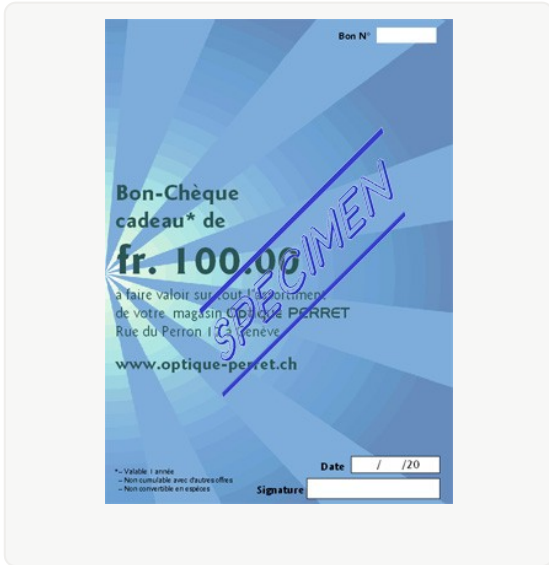 Bon N°
Bon-Chèque
cadeau* de
fr. 100.00
SPECIMEN
a faire valoir sur tout l'assortiment
de votre magasin Optique PERRET
Rue du Perron 17 à Genève
www.optique-perret.ch
Date / /20
*– Valable 1 année
– Non cumulable avec d'autres offres
– Non convertible en espèces
Signature